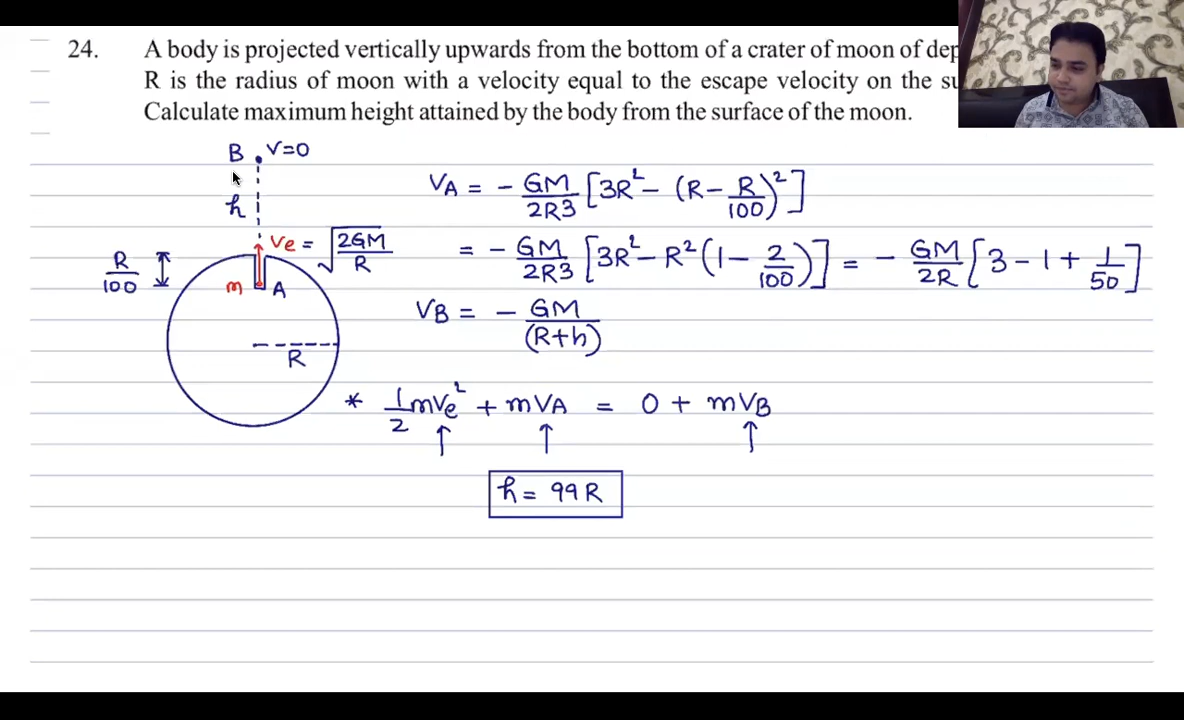 24. A body is projected vertically upwards from the bottom of a crater of moon of dep
R is the radius of moon with a velocity equal to the escape velocity on the su
Calculate maximum height attained by the body from the surface of the moon.
B V=0
h
Ve = √(2GM/R)
R/100
m A
R
VA = - GM/2R3 [3R² - (R - R/100)²]
= - GM/2R3 [3R² - R² (1 - 2/100)] = - GM/2R [3 - 1 + 1/50]
VB = - GM/(R+h)
* 1/2 mVe² + mVA = 0 + mVB
h = 99R